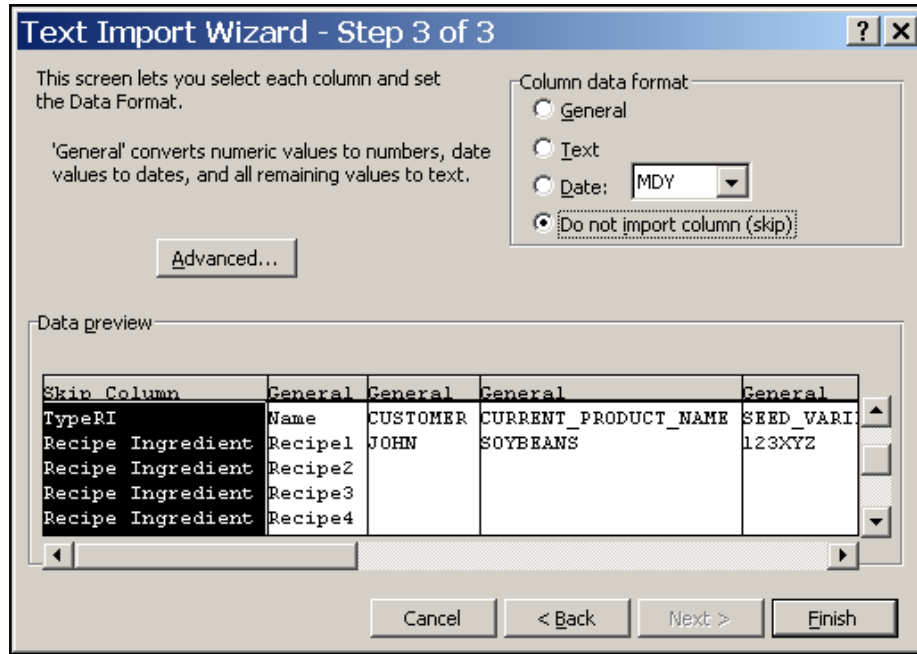 Text Import Wizard - Step 3 of 3
This screen lets you select each column and set
the Data Format.
'General' converts numeric values to numbers, date
values to dates, and all remaining values to text.
Advanced...
Column data format
General
Text
Date: MDY
Do not import column (skip)
Data preview
Skip Column General General General General
TypeRI Name CUSTOMER CURRENT_PRODUCT_NAME SEED_VARI
Recipe Ingredient Recipe1 JOHN SOYBEANS 123XYZ
Recipe Ingredient Recipe2
Recipe Ingredient Recipe3
Recipe Ingredient Recipe4
Cancel < Back Next > Finish